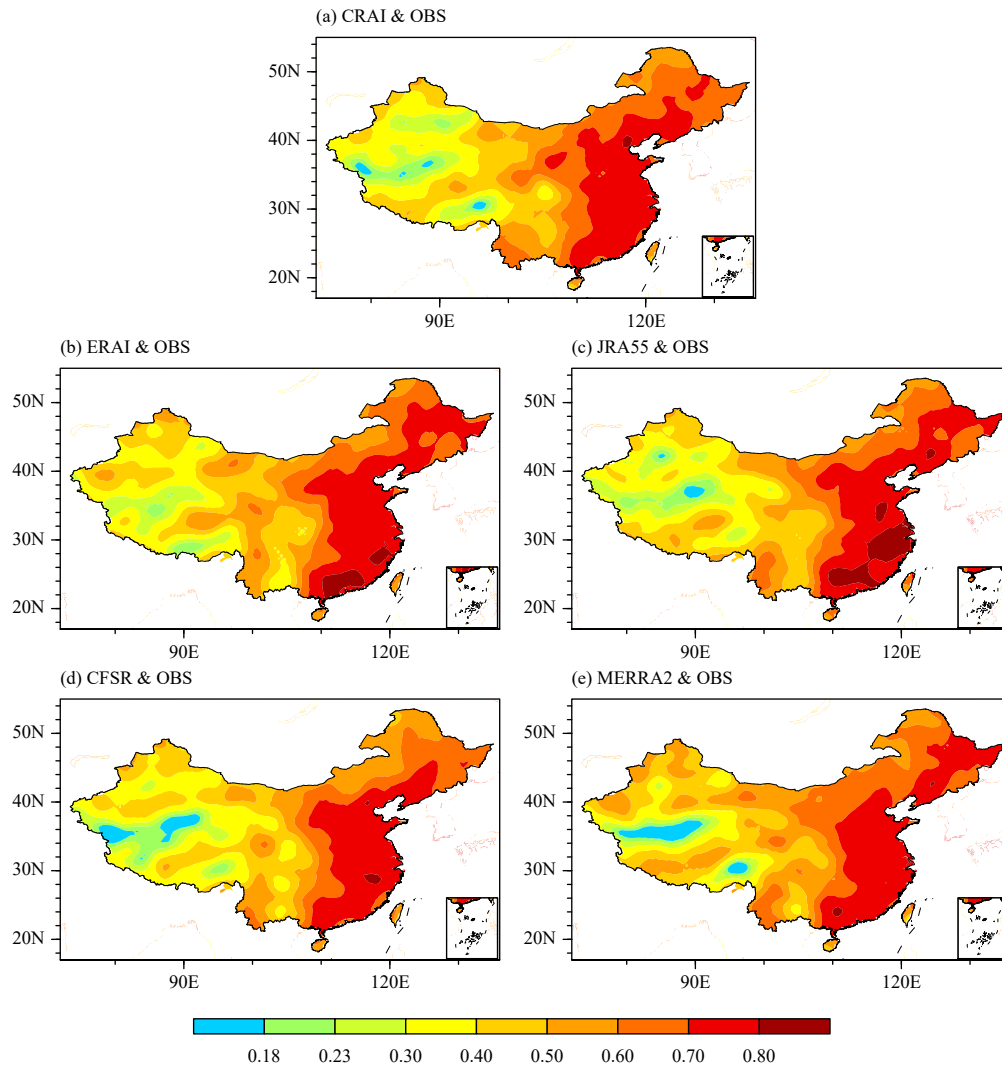 (a) CRAI & OBS
50N
40N
30N
20N
90E 120E
(b) ERAI & OBS (c) JRA55 & OBS
50N 50N
40N 40N
30N 30N
20N 20N
90E 120E 90E 120E
(d) CFSR & OBS (e) MERRA2 & OBS
50N 50N
40N 40N
30N 30N
20N 20N
90E 120E 90E 120E
0.18 0.23 0.30 0.40 0.50 0.60 0.70 0.80